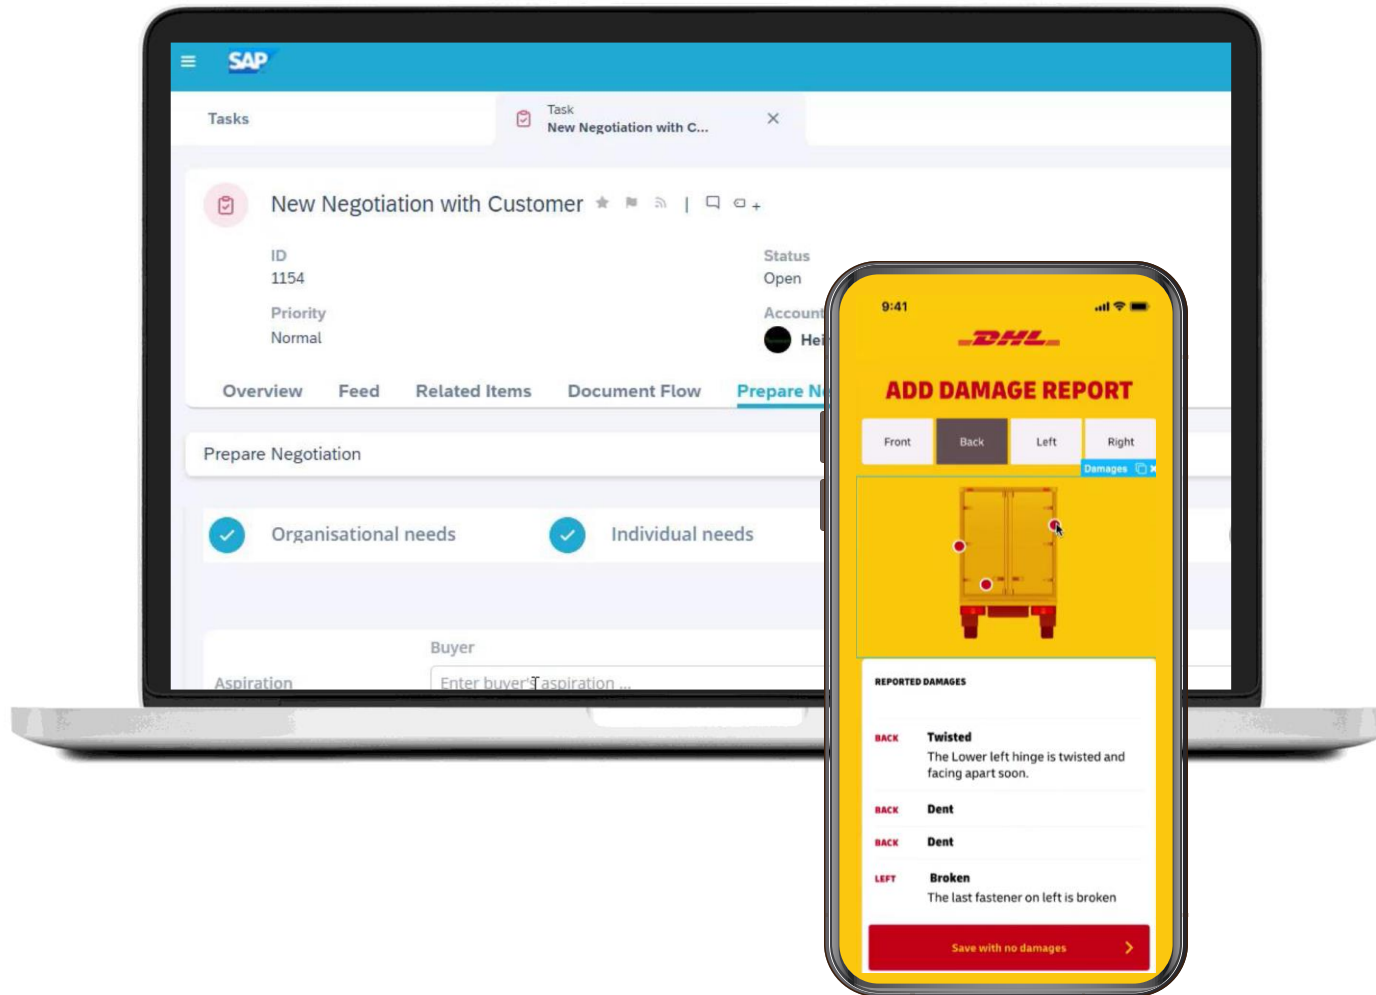 SAP
Tasks
Task
New Negotiation with C...
New Negotiation with Customer
ID
1154
Status
Open
Priority
Normal
Account
Hei
Overview
Feed
Related Items
Document Flow
Prepare N
Prepare Negotiation
Organisational needs
Individual needs
Buyer
Aspiration
Enter buyer's aspiration ...
9:41
DHL
ADD DAMAGE REPORT
Front
Back
Left
Right
Damages
REPORTED DAMAGES
BACK
Twisted
The Lower left hinge is twisted and
facing apart soon.
BACK
Dent
BACK
Dent
LEFT
Broken
The last fastener on left is broken
Save with no damages